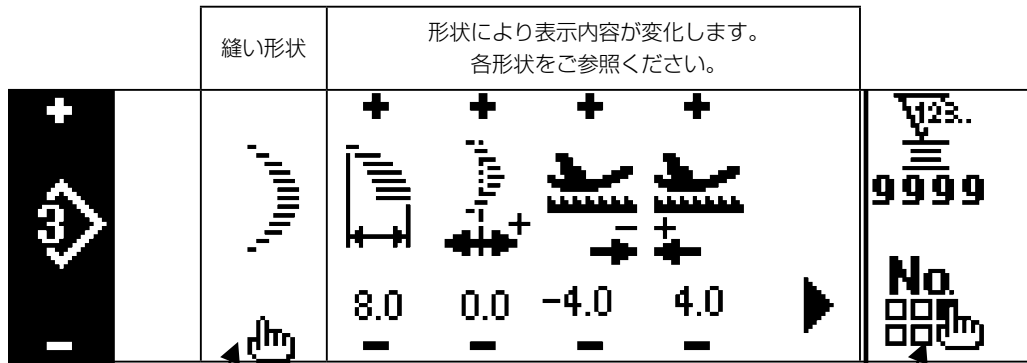 縫い形状
形状により表示内容が変化します。
各形状をご参照ください。
+ + + + +
123..
3
9999
+ - +
8.0 0.0 -4.0 4.0
No.
- - - - -